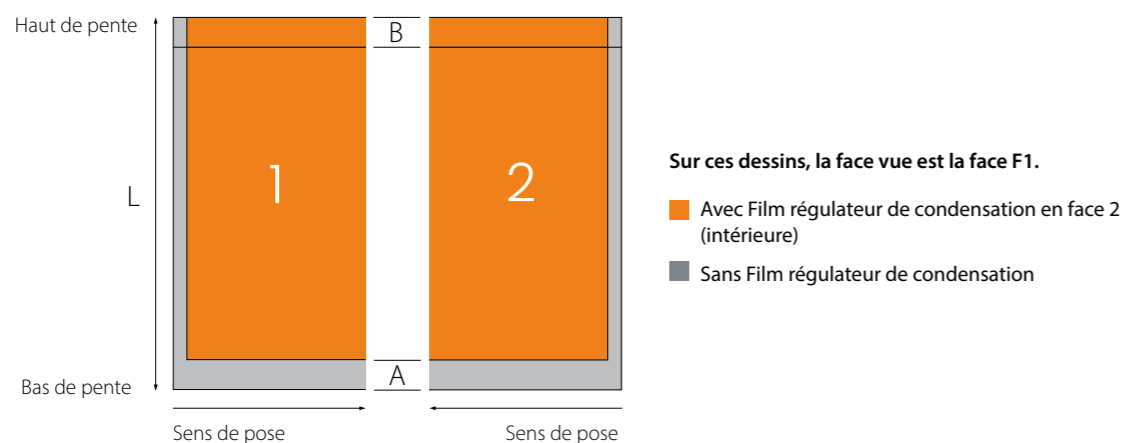 Haut de pente
B
1
2
L
Sur ces dessins, la face vue est la face F1.
Avec Film régulateur de condensation en face 2
(intérieure)
Sans Film régulateur de condensation
A
Bas de pente
Sens de pose
Sens de pose